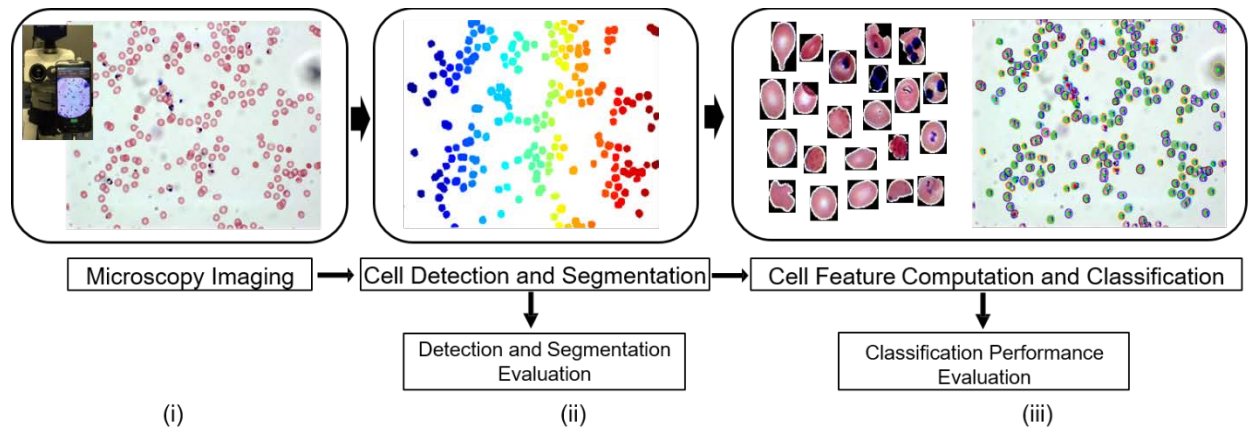 Microscopy Imaging
Cell Detection and Segmentation
Cell Feature Computation and Classification
Detection and Segmentation
Evaluation
Classification Performance
Evaluation
(i)
(ii)
(iii)